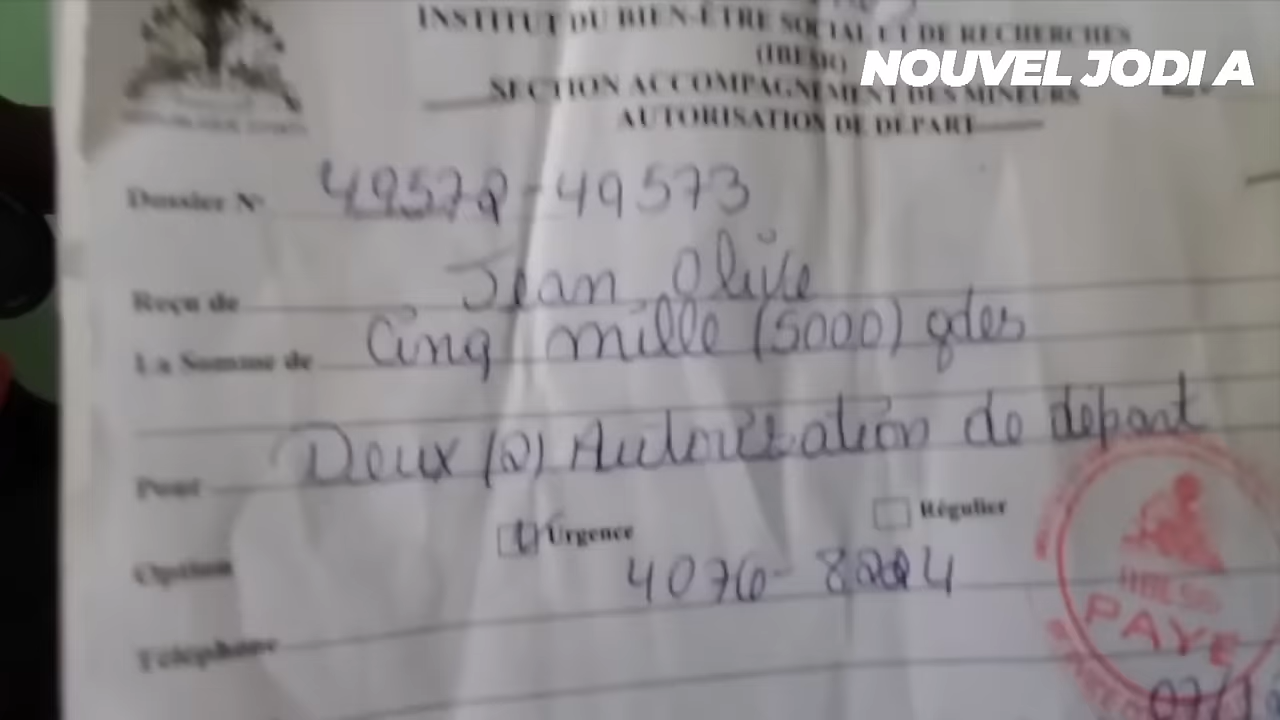 INSTITUT DU BIEN-ÊTRE SOCIAL ET DE RECHERCHES
(IBESR)
NOUVEL JODI A
SECTION ACCOMPAGNEMENT DES MINEURS
AUTORISATION DE DÉPART
Dossier N° 49572-49573
Reçu de Jean Olive
La Somme de Cinq mille (5000) gdes
Pour Deux (2) Autorisation de depart
Option Urgence Régulier
4076-8224
Téléphone
IBESR
PAYE